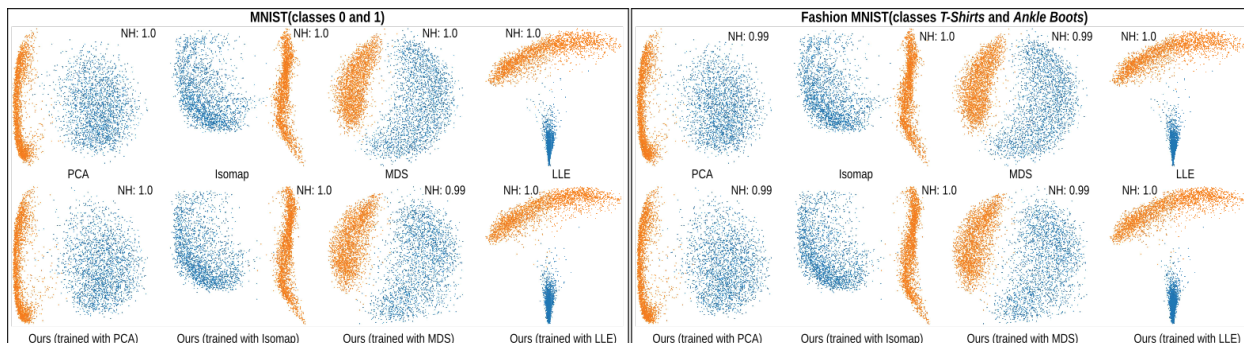 MNIST(classes 0 and 1)
NH: 1.0 NH: 1.0 NH: 1.0 NH: 1.0
PCA Isomap MDS LLE
NH: 1.0 NH: 1.0 NH: 0.99 NH: 1.0
Ours (trained with PCA) Ours (trained with Isomap) Ours (trained with MDS) Ours (trained with LLE)
Fashion MNIST(classes T-Shirts and Ankle Boots)
NH: 0.99 NH: 1.0 NH: 0.99 NH: 1.0
PCA Isomap MDS LLE
NH: 0.99 NH: 1.0 NH: 0.99 NH: 1.0
Ours (trained with PCA) Ours (trained with Isomap) Ours (trained with MDS) Ours (trained with LLE)